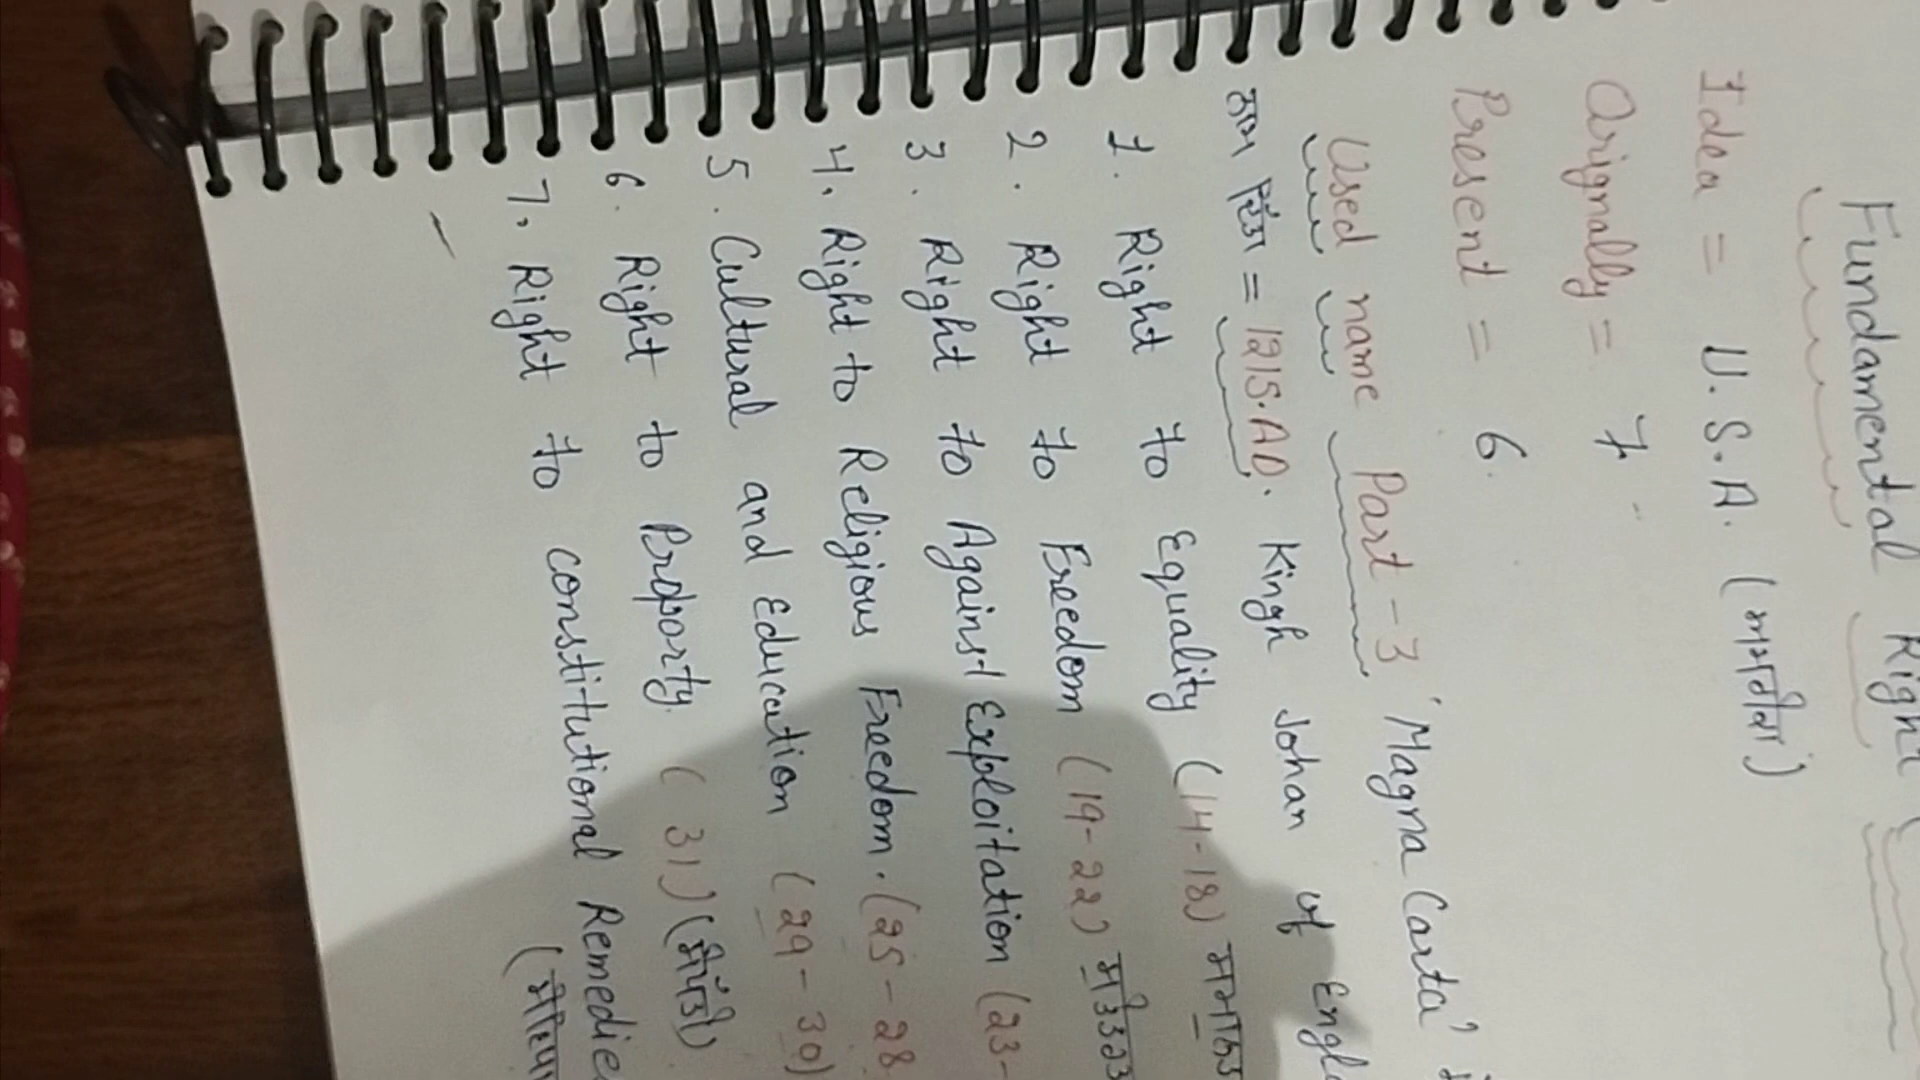 Fundamental Right (
Idea = U.S.A. (अमरीका)
Orignally = 7
Present = 6.
Used name Part-3 'Magna Carta'
= 1215.AD. Kingh Johan of Engl
1. Right to Equality (14-18)
2. Right to Freedom (19-22)
3. Right to Against Exploitation (23-
4. Right to Religious Freedom. (25-28
5. Cultural and Education (29-30)
6. Right to Proporty. (31)
7. Right to constitutional Remedie